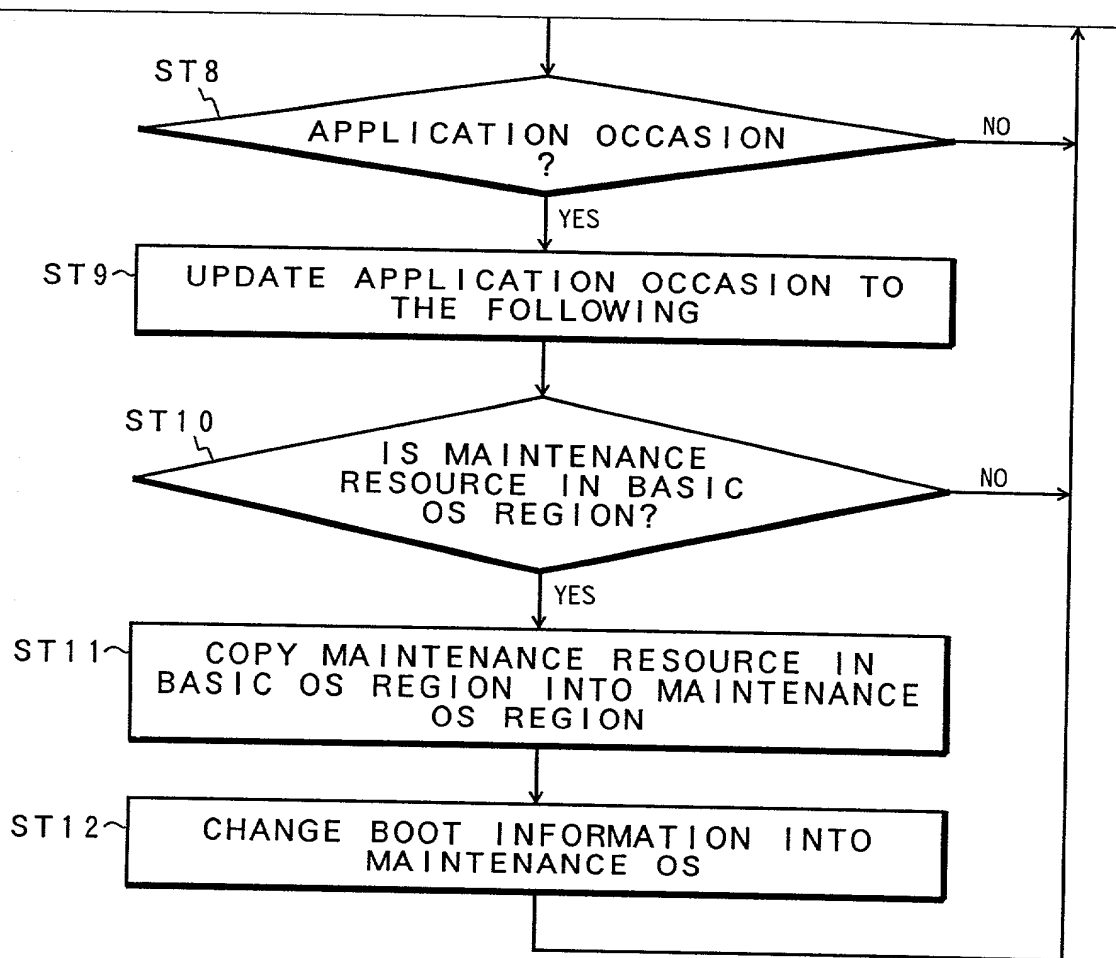 ST8
APPLICATION OCCASION
?
NO
YES
ST9
UPDATE APPLICATION OCCASION TO
THE FOLLOWING
ST10
IS MAINTENANCE
RESOURCE IN BASIC
OS REGION?
NO
YES
ST11
COPY MAINTENANCE RESOURCE IN
BASIC OS REGION INTO MAINTENANCE
OS REGION
ST12
CHANGE BOOT INFORMATION INTO
MAINTENANCE OS